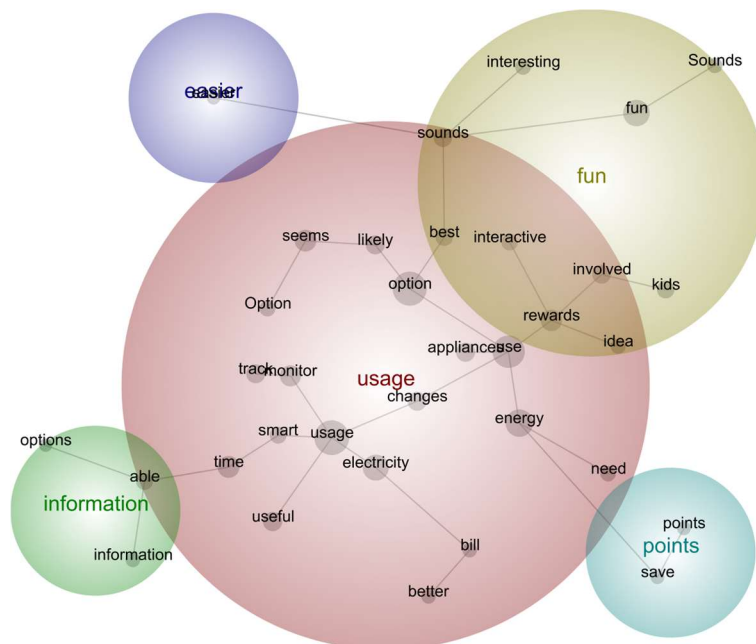 interesting
Sounds
easier
easier
fun
sounds
fun
best
interactive
seems
likely
involved
option
kids
Option
rewards
idea
appliances
use
track
monitor
usage
changes
energy
smart
usage
options
electricity
time
need
able
information
useful
points
points
information
bill
save
better